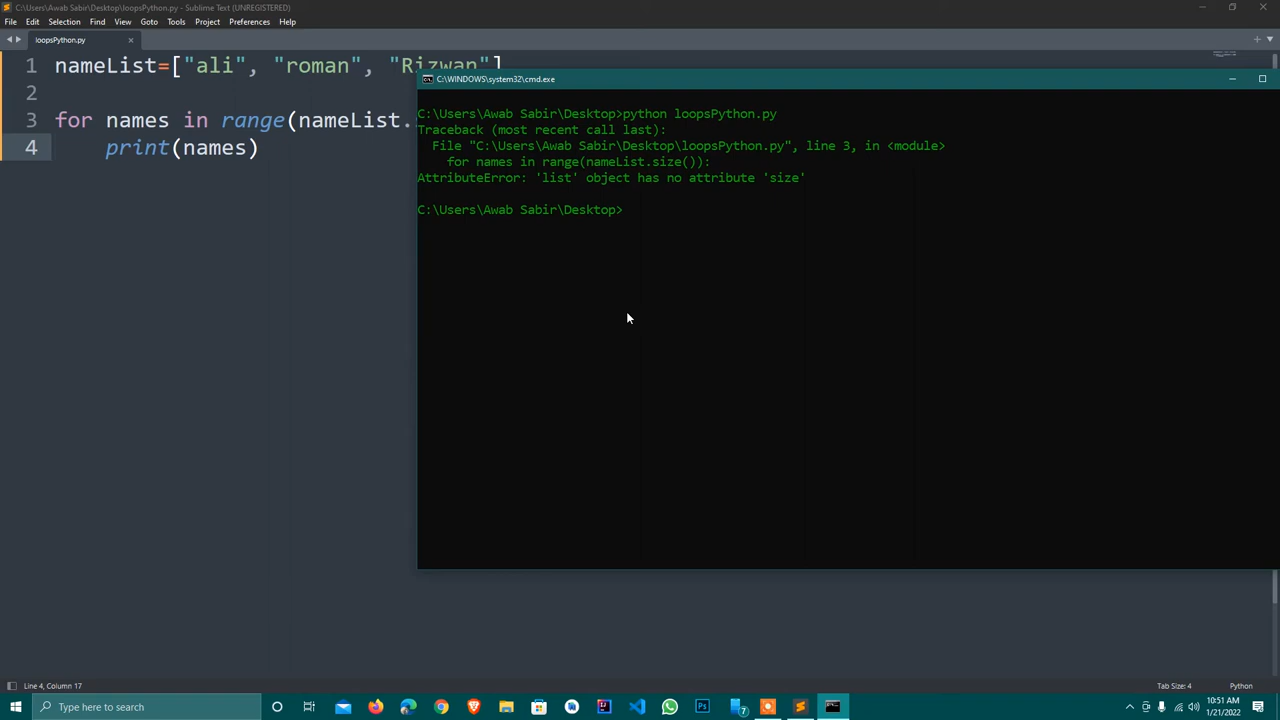 C:\Users\Awab Sabir\Desktop\loopsPython.py - Sublime Text (UNREGISTERED)
File Edit Selection Find View Goto Tools Project Preferences Help
loopsPython.py
1 nameList=["ali", "roman", "Rizwan"]
2
3 for names in range(nameList.
4 print(names)
C:\WINDOWS\system32\cmd.exe
C:\Users\Awab Sabir\Desktop>python loopsPython.py
Traceback (most recent call last):
File "C:\Users\Awab Sabir\Desktop\loopsPython.py", line 3, in <module>
for names in range(nameList.size()):
AttributeError: 'list' object has no attribute 'size'
C:\Users\Awab Sabir\Desktop>
Line 4, Column 17
Tab Size: 4
Python
Type here to search
7
10:51 AM
1/21/2022